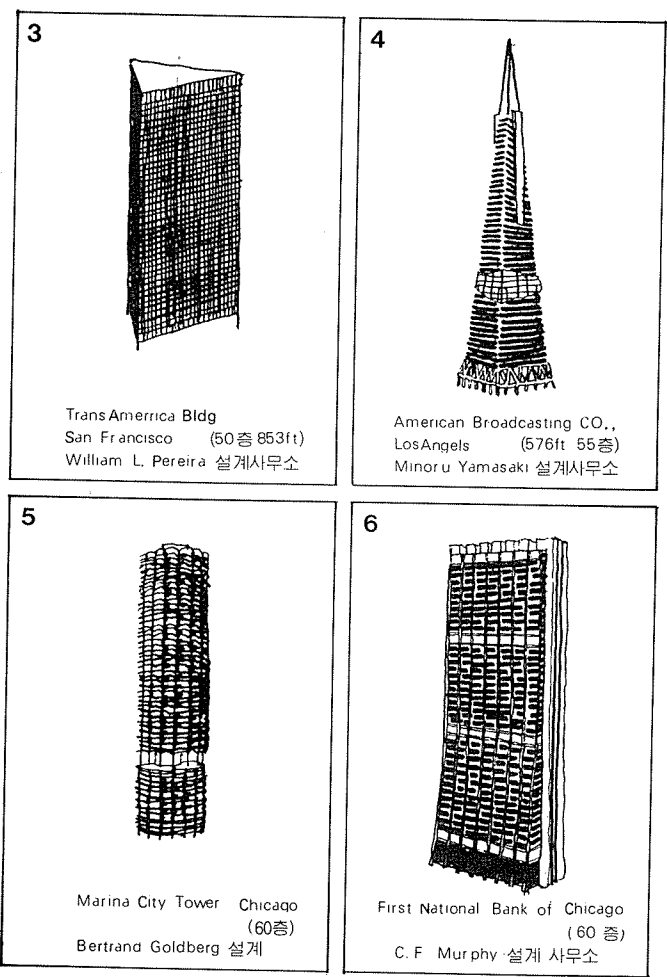 3
TransAmerrica Bldg
San Francisco (50층 853ft)
William L. Pereira 설계사무소
4
American Broadcasting CO.,
LosAngels (576ft 55층)
Minoru Yamasaki 설계사무소
5
Marina City Tower Chicago
(60층)
Bertrand Goldberg 설계
6
First National Bank of Chicago
(60 층)
C.F Murphy 설계 사무소